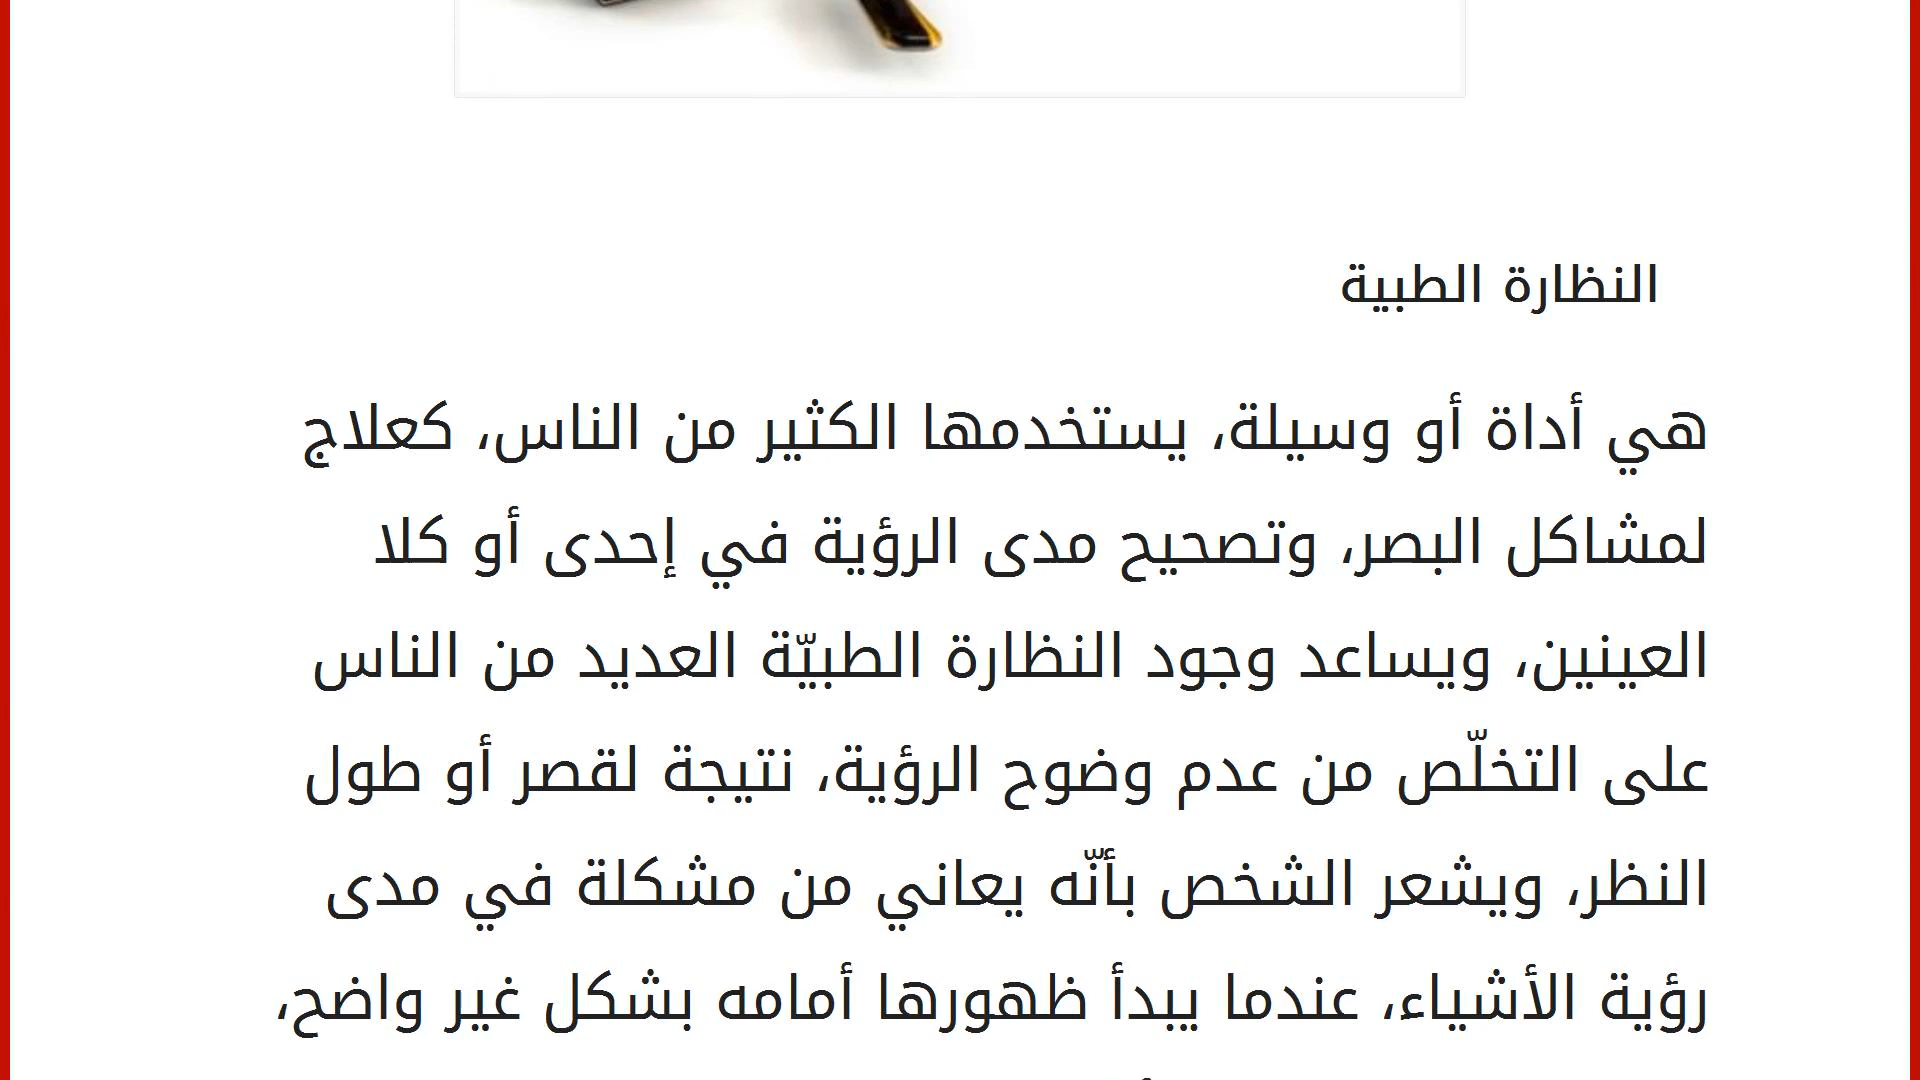 النظارة الطبية
هي أداة أو وسيلة، يستخدمها الكثير من الناس، كعلاج
لمشاكل البصر، وتصحيح مدى الرؤية في إحدى أو كلا
العينين، ويساعد وجود النظارة الطبيّة العديد من الناس
على التخلّص من عدم وضوح الرؤية، نتيجة لقصر أو طول
النظر، ويشعر الشخص بأنّه يعاني من مشكلة في مدى
رؤية الأشياء، عندما يبدأ ظهورها أمامه بشكل غير واضح،